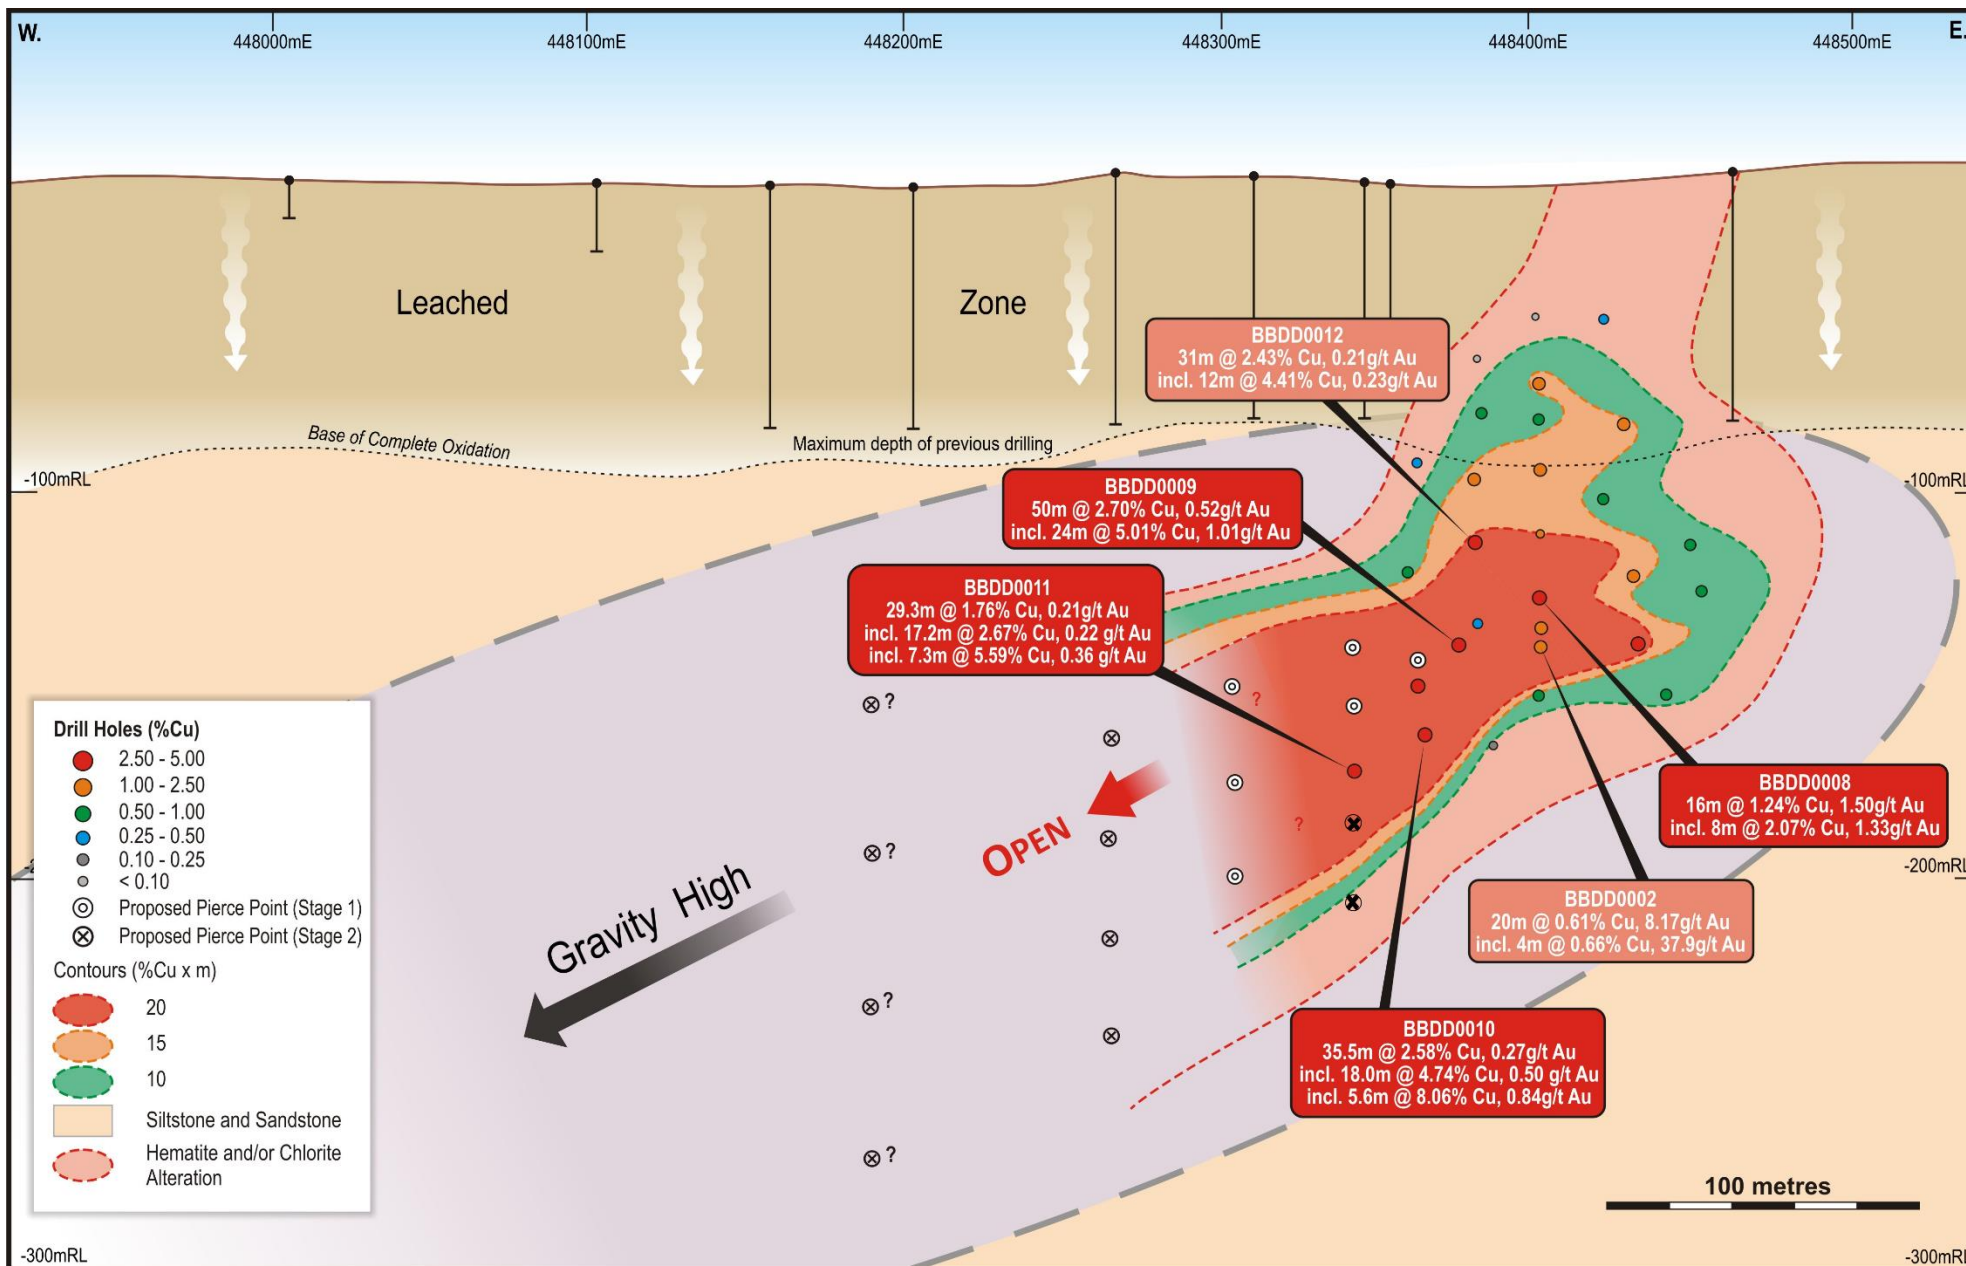 W.
448000mE
448100mE
448200mE
448300mE
448400mE
448500mE
E.
Leached
Zone
BBDD0012
31m @ 2.43% Cu, 0.21g/t Au
incl. 12m @ 4.41% Cu, 0.23g/t Au
Base of Complete Oxidation
Maximum depth of previous drilling
-100mRL
-100mRL
BBDD0009
50m @ 2.70% Cu, 0.52g/t Au
incl. 24m @ 5.01% Cu, 1.01g/t Au
BBDD0011
29.3m @ 1.76% Cu, 0.21g/t Au
incl. 17.2m @ 2.67% Cu, 0.22 g/t Au
incl. 7.3m @ 5.59% Cu, 0.36 g/t Au
?
?
?
?
?
?
OPEN
Gravity High
BBDD0008
16m @ 1.24% Cu, 1.50g/t Au
incl. 8m @ 2.07% Cu, 1.33g/t Au
-200mRL
BBDD0002
20m @ 0.61% Cu, 8.17g/t Au
incl. 4m @ 0.66% Cu, 37.9g/t Au
BBDD0010
35.5m @ 2.58% Cu, 0.27g/t Au
incl. 18.0m @ 4.74% Cu, 0.50 g/t Au
incl. 5.6m @ 8.06% Cu, 0.84g/t Au
Drill Holes (%Cu)
2.50 - 5.00
1.00 - 2.50
0.50 - 1.00
0.25 - 0.50
0.10 - 0.25
< 0.10
Proposed Pierce Point (Stage 1)
Proposed Pierce Point (Stage 2)
Contours (%Cu x m)
20
15
10
Siltstone and Sandstone
Hematite and/or Chlorite
Alteration
100 metres
-300mRL
-300mRL